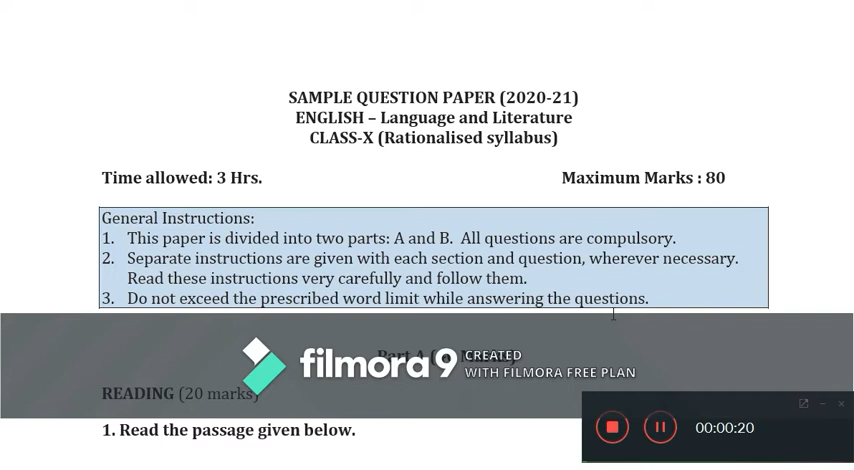 SAMPLE QUESTION PAPER (2020-21)
ENGLISH – Language and Literature
CLASS-X (Rationalised syllabus)
Time allowed: 3 Hrs. Maximum Marks : 80
General Instructions:
1. This paper is divided into two parts: A and B. All questions are compulsory.
2. Separate instructions are given with each section and question, wherever necessary.
Read these instructions very carefully and follow them.
3. Do not exceed the prescribed word limit while answering the questions.
Part A
filmora9 CREATED
WITH FILMORA FREE PLAN
READING (20 marks)
1. Read the passage given below.
00:00:20